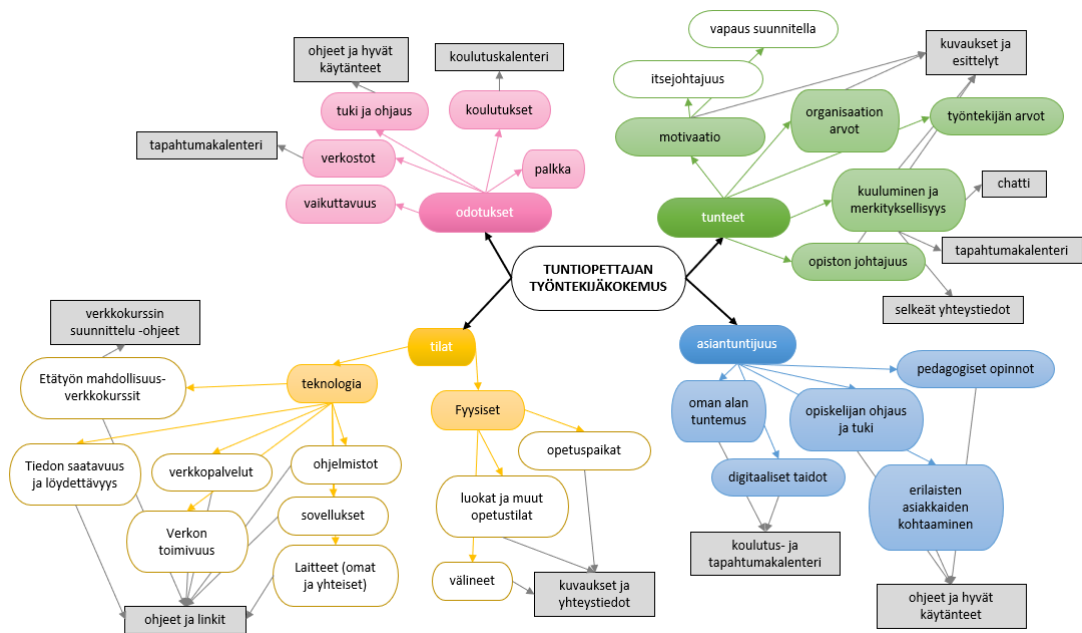 vapaus suunnitella
ohjeet ja hyvät
käytänteet
koulutuskalenteri
kuvaukset ja
esittelyt
itsejohtajuus
tuki ja ohjaus
koulutukset
organisaation
arvot
työntekijän arvot
motivaatio
tapahtumakalenteri
verkostot
palkka
kuuluminen ja
merkityksellisyys
chatti
vaikuttavuus
odotukset
tunteet
tapahtumakalenteri
opiston johtajuus
TUNTIOPETTAJAN
TYÖNTEKIJÄKOKEMUS
selkeät yhteystiedot
verkkokurssin
suunnittelu -ohjeet
tilat
asiantuntijuus
pedagogiset opinnot
Etätyön mahdollisuus-
verkkokurssit
teknologia
Fyysiset
oman alan
tuntemus
opiskelijan ohjaus
ja tuki
opetuspaikat
Tiedon saatavuus
ja löydettävyys
verkkopalvelut
ohjelmistot
digitaaliset taidot
luokat ja muut
opetustilat
erilaisten
asiakkaiden
kohtaaminen
sovellukset
Verkon
toimivuus
koulutus- ja
tapahtumakalenteri
Laitteet (omat
ja yhteiset)
välineet
kuvaukset ja
yhteystiedot
ohjeet ja hyvät
käytänteet
ohjeet ja linkit